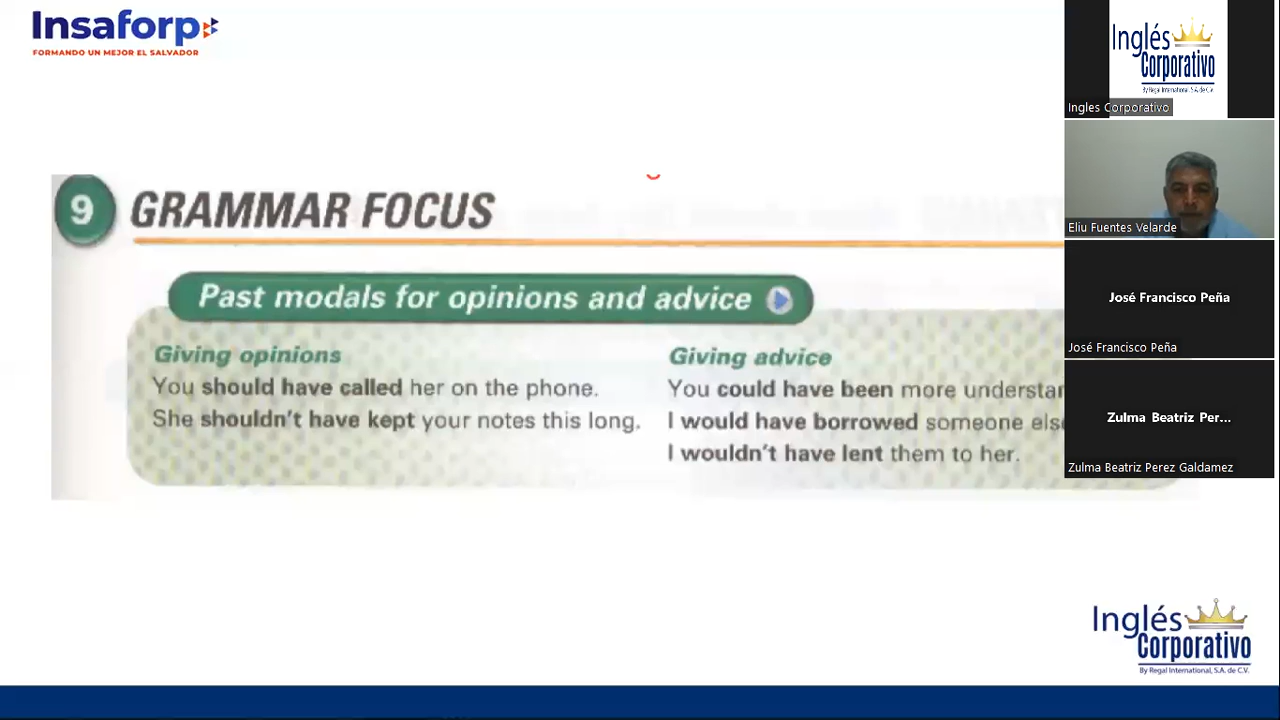 Insaforp
FORMANDO UN MEJOR EL SALVADOR
9 GRAMMAR FOCUS
Past modals for opinions and advice
Giving opinions
You should have called her on the phone.
She shouldn't have kept your notes this long.
Giving advice
You could have been more
I would have borrowed someone
I wouldn't have lent them to her.
Inglés
Corporativo
By Regal International, S.A. de C.V.
Ingles Corporativo
Eliu Fuentes Velarde
José Francisco Peña
José Francisco Peña
Zulma Beatriz Per...
Zulma Beatriz Perez Galdamez
Inglés
Corporativo
By Regal International, S.A. de C.V.